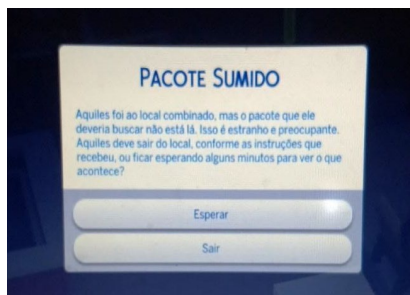 PACOTE SUMIDO
Aquiles foi ao local combinado, mas o pacote que ele
deveria buscar não está lá. Isso é estranho e preocupante.
Aquiles deve sair do local, conforme as instruções que
recebeu, ou ficar esperando alguns minutos para ver o que
acontece?
Esperar
Sair